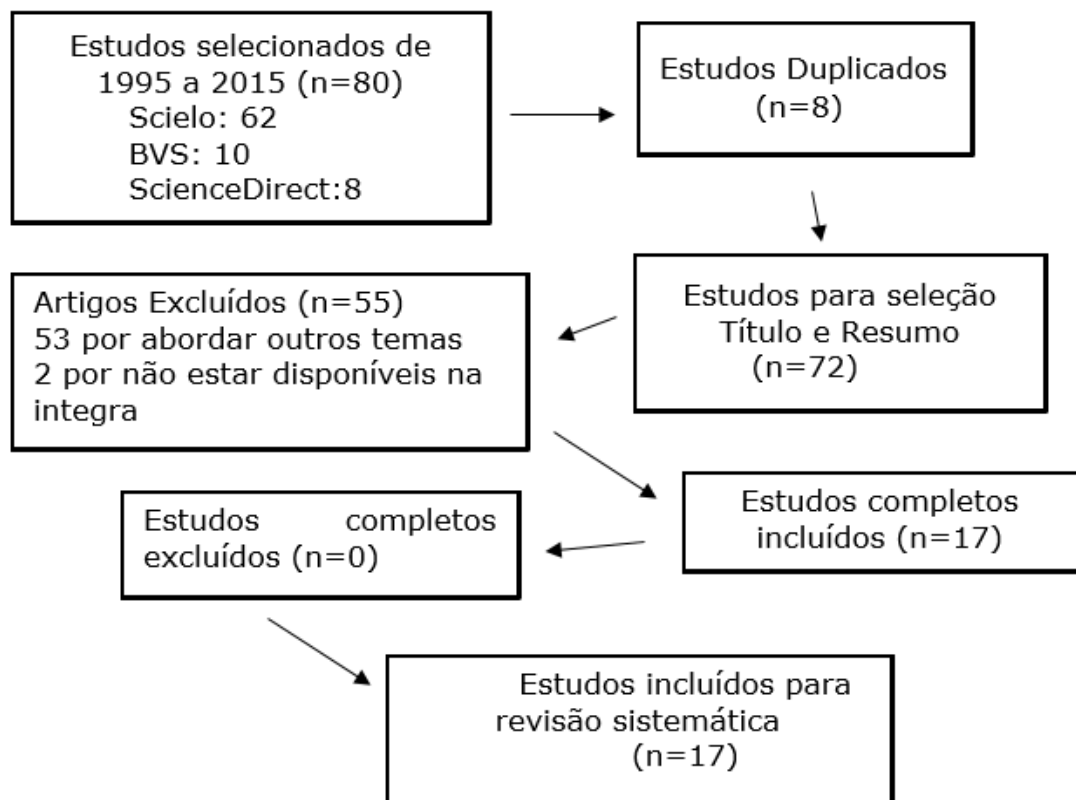 Estudos selecionados de
1995 a 2015 (n=80)
Scielo: 62
BVS: 10
ScienceDirect:8
Estudos Duplicados
(n=8)
Estudos para seleção
Título e Resumo
(n=72)
Artigos Excluídos (n=55)
53 por abordar outros temas
2 por não estar disponíveis na
integra
Estudos completos
incluídos (n=17)
Estudos completos
excluídos (n=0)
Estudos incluídos para
revisão sistemática
(n=17)